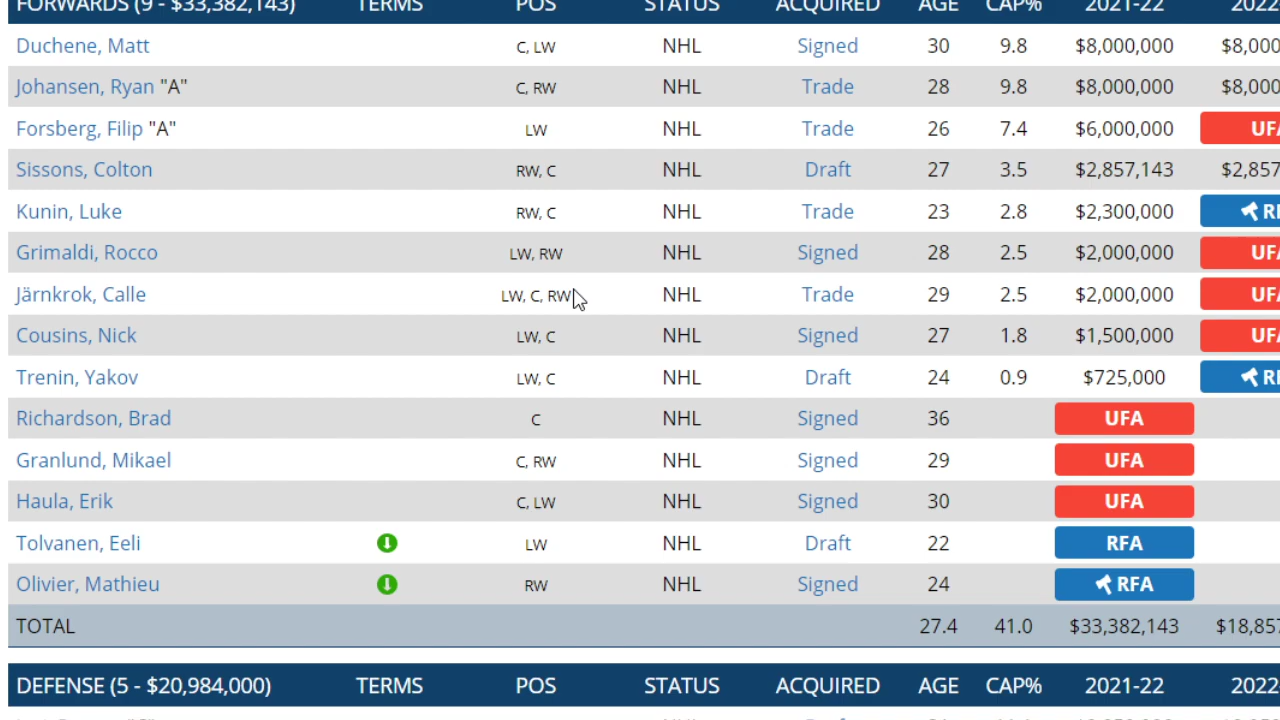 FORWARDS (9 - $33,382,143) TERMS POS STATUS ACQUIRED AGE CAP% 2021-22 2022
Duchene, Matt C, LW NHL Signed 30 9.8 $8,000,000 $8,000
Johansen, Ryan "A" C, RW NHL Trade 28 9.8 $8,000,000 $8,000
Forsberg, Filip "A" LW NHL Trade 26 7.4 $6,000,000 UFA
Sissons, Colton RW, C NHL Draft 27 3.5 $2,857,143 $2,857
Kunin, Luke RW, C NHL Trade 23 2.8 $2,300,000 RF
Grimaldi, Rocco LW, RW NHL Signed 28 2.5 $2,000,000 UFA
Järnkrok, Calle LW, C, RW NHL Trade 29 2.5 $2,000,000 UFA
Cousins, Nick LW, C NHL Signed 27 1.8 $1,500,000 UFA
Trenin, Yakov LW, C NHL Draft 24 0.9 $725,000 RF
Richardson, Brad C NHL Signed 36 UFA
Granlund, Mikael C, RW NHL Signed 29 UFA
Haula, Erik C, LW NHL Signed 30 UFA
Tolvanen, Eeli LW NHL Draft 22 RFA
Olivier, Mathieu RW NHL Signed 24 RFA
TOTAL 27.4 41.0 $33,382,143 $18,857
DEFENSE (5 - $20,984,000) TERMS POS STATUS ACQUIRED AGE CAP% 2021-22 2022